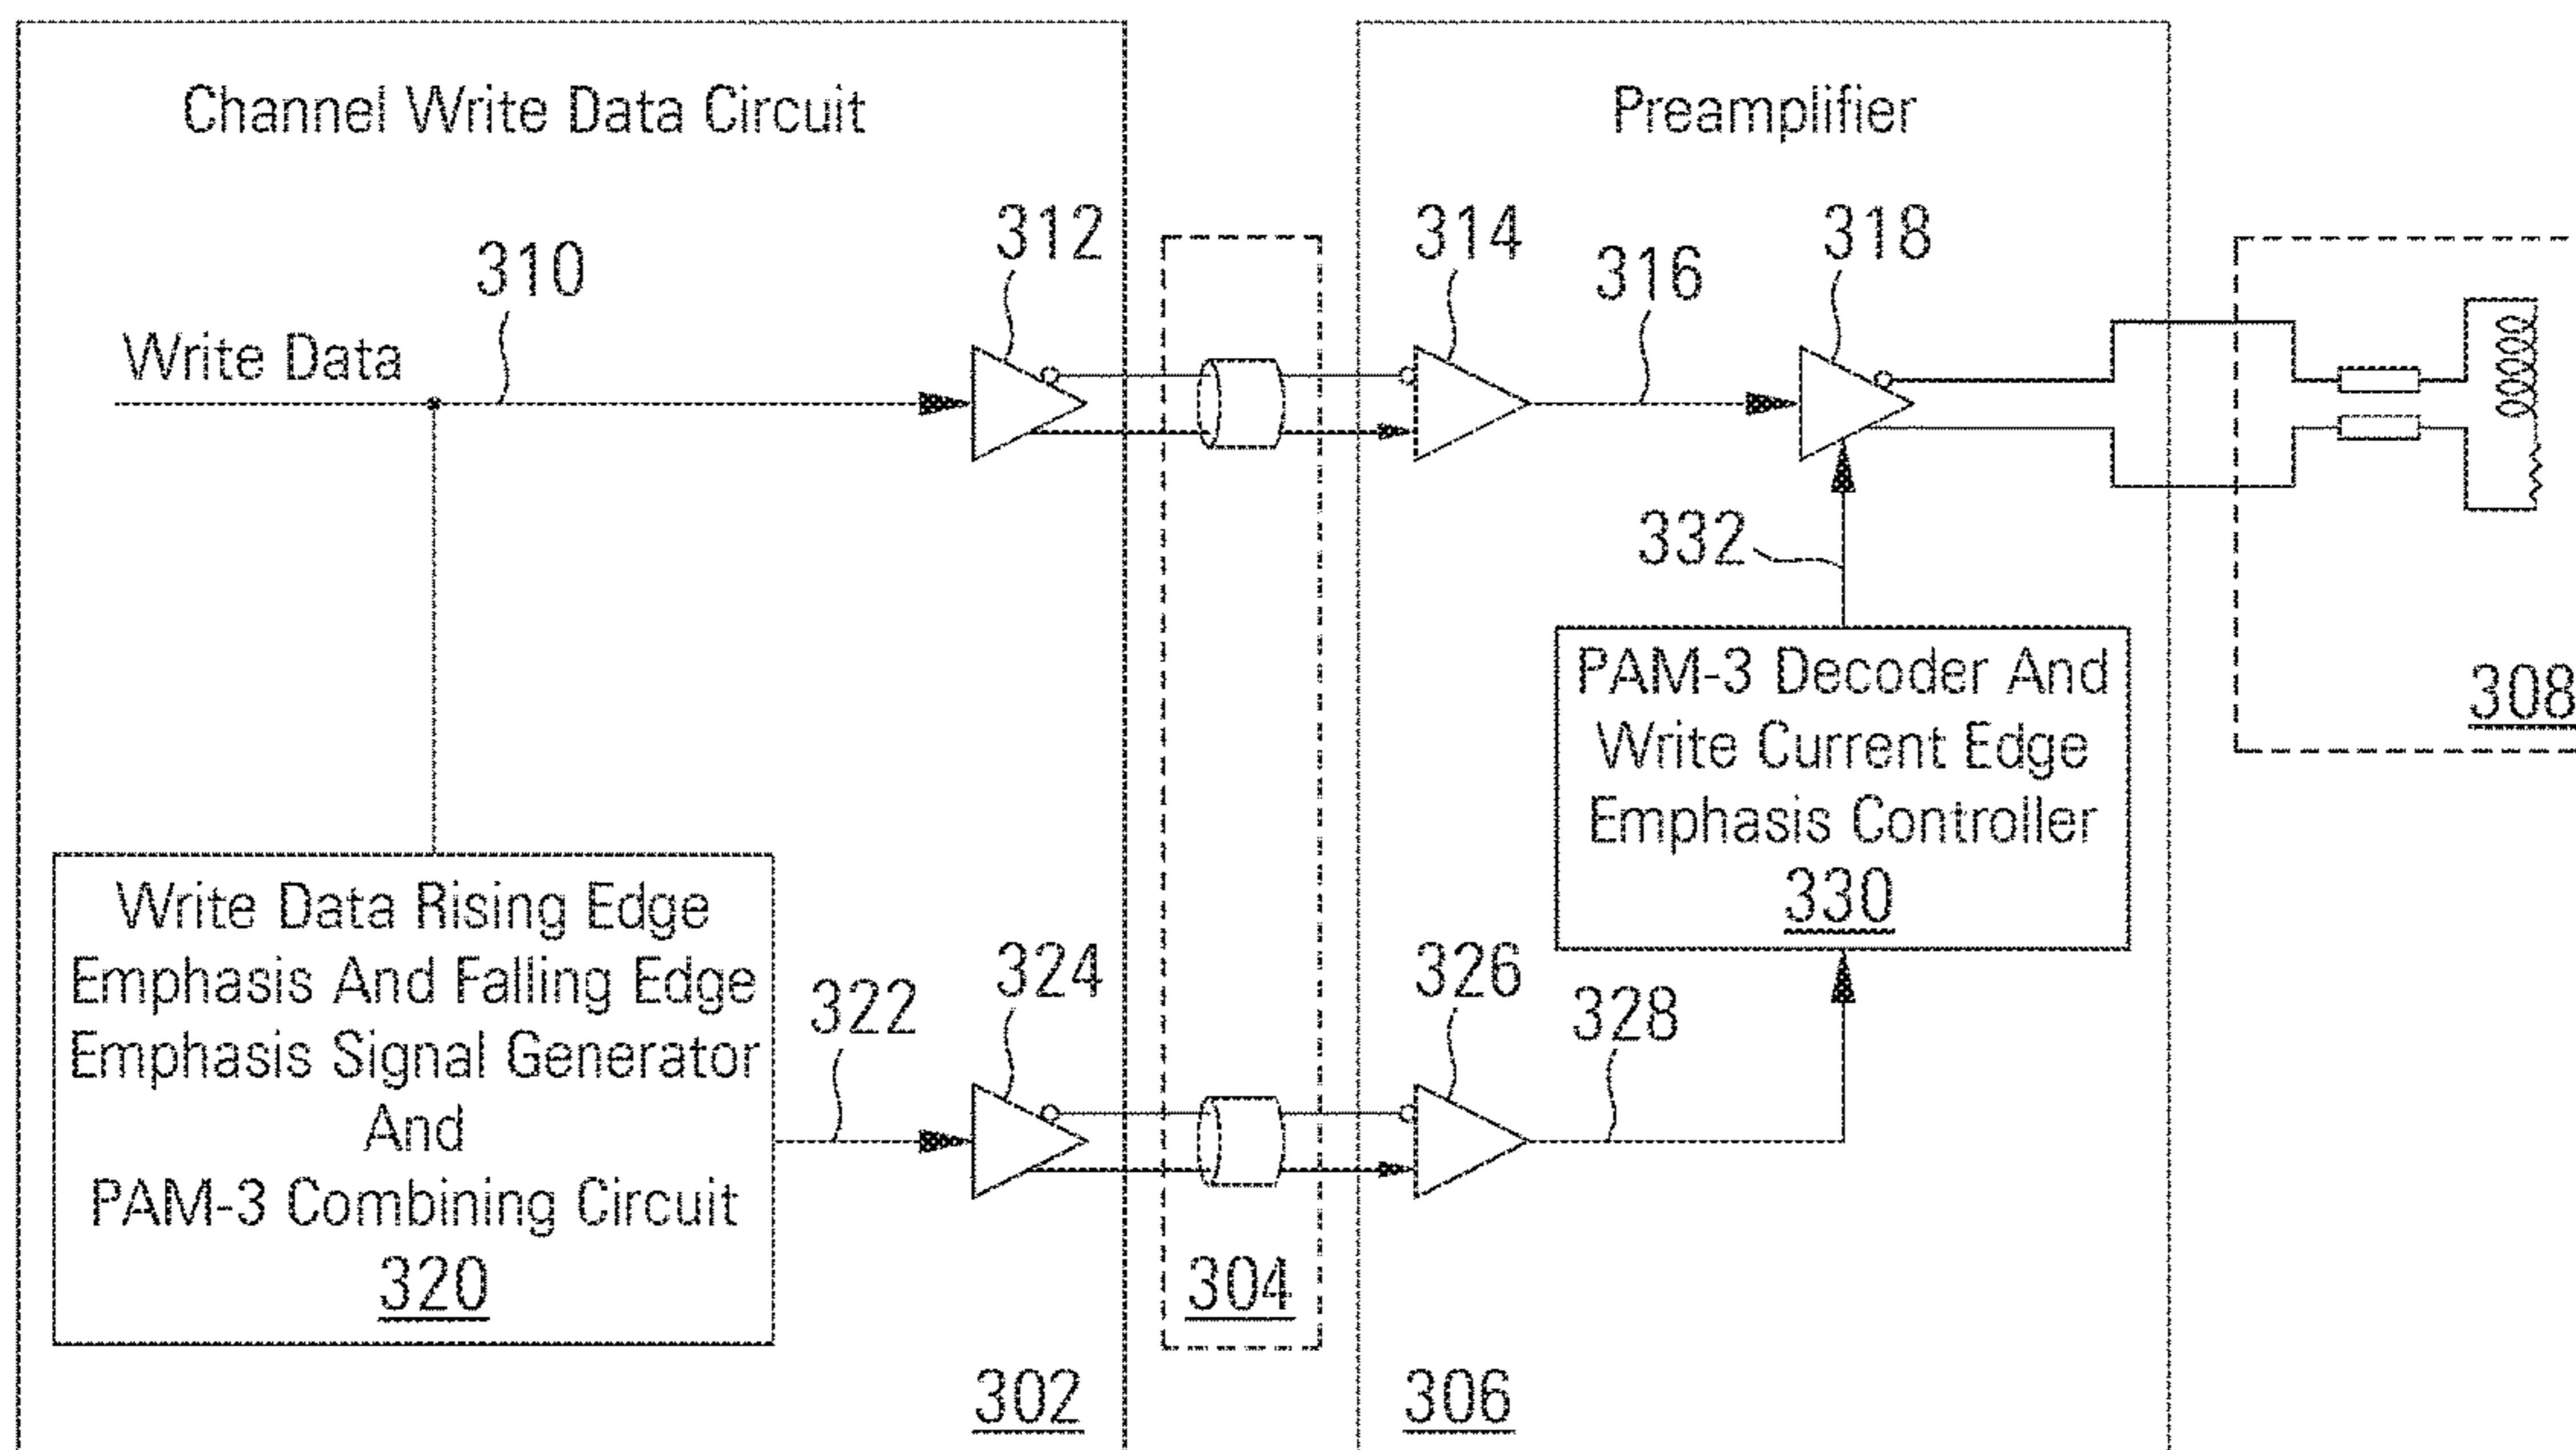 Channel Write Data Circuit
Preamplifier
312
314
318
310
316
Write Data
332
PAM-3 Decoder And
Write Current Edge
Emphasis Controller
330
308
Write Data Rising Edge
Emphasis And Falling Edge
Emphasis Signal Generator
And
PAM-3 Combining Circuit
320
322
324
326
328
304
302
306